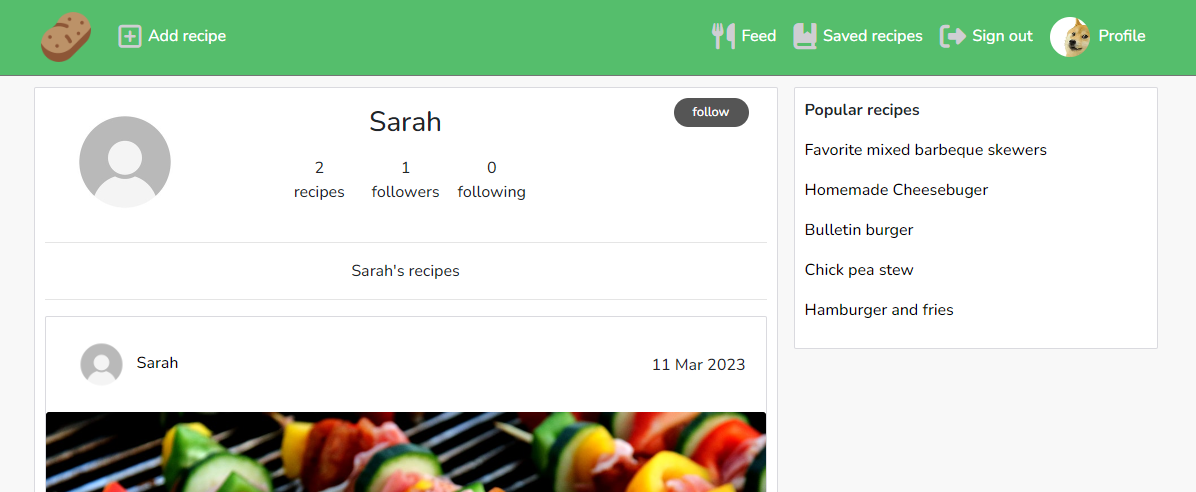 Add recipe
Feed
Saved recipes
Sign out
Profile
Sarah
follow
2
recipes
1
followers
0
following
Sarah's recipes
Sarah
11 Mar 2023
Popular recipes
Favorite mixed barbeque skewers
Homemade Cheesebuger
Bulletin burger
Chick pea stew
Hamburger and fries